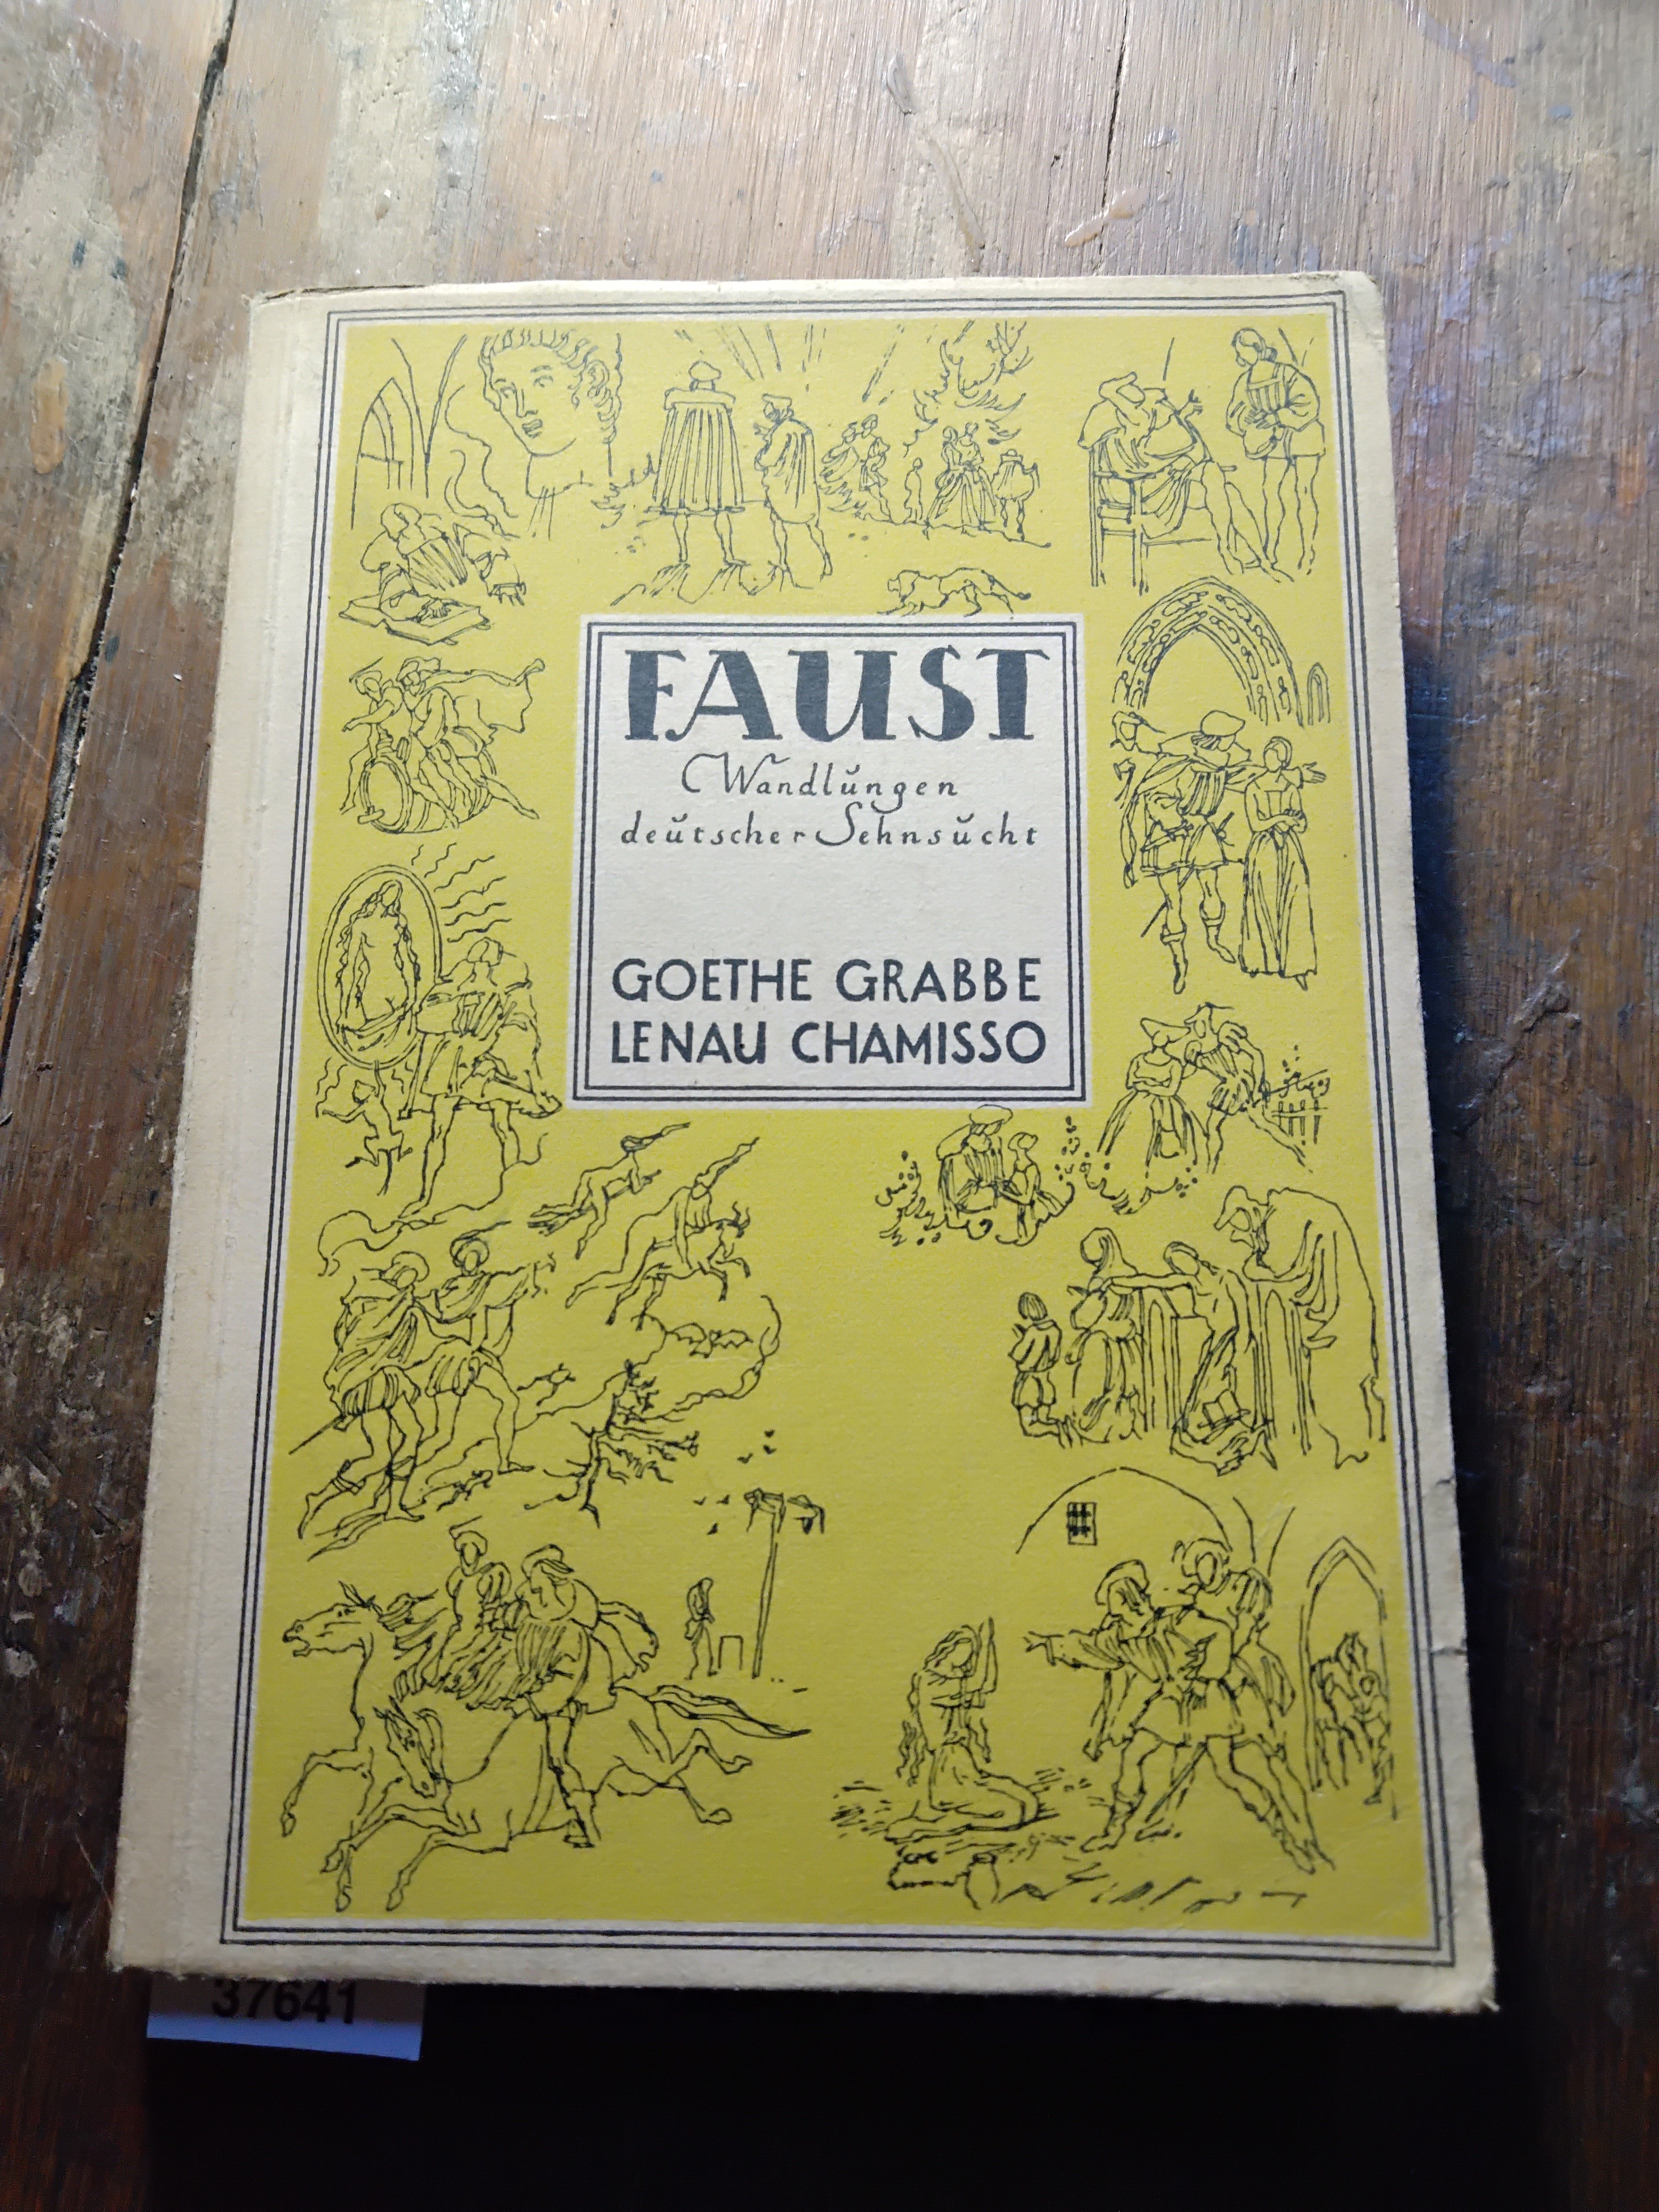 FAUST
Wandlungen
deutscher Sehnsucht
GOETHE GRABBE
LENAU CHAMISSO
37641